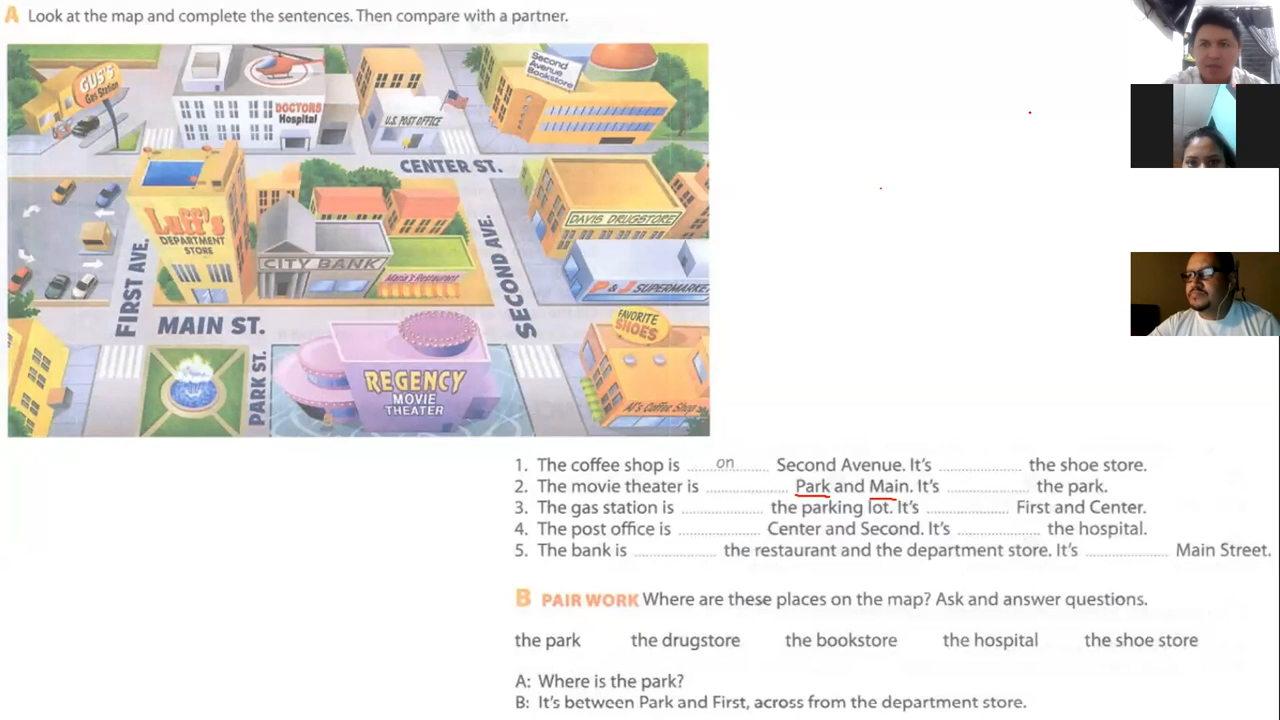 A Look at the map and complete the sentences. Then compare with a partner.
GUS'S
Gas Station
DOCTORS
Hospital
U.S. POST OFFICE
Second
Avenue
Bookstore
CENTER ST.
Luff's
DEPARTMENT
STORE
CITY BANK
Maria's Restaurant
DAVIS DRUGSTORE
P & J SUPERMARKET
FIRST AVE.
SECOND AVE.
MAIN ST.
PARK ST.
REGENCY
MOVIE
THEATER
FAVORITE
SHOES
Al's Coffee Shop
1. The coffee shop is on Second Avenue. It's ............ the shoe store.
2. The movie theater is ............ Park and Main. It's ............ the park.
3. The gas station is ............ the parking lot. It's ............ First and Center.
4. The post office is ............ Center and Second. It's ............ the hospital.
5. The bank is ............ the restaurant and the department store. It's ............ Main Street.
B PAIR WORK Where are these places on the map? Ask and answer questions.
the park the drugstore the bookstore the hospital the shoe store
A: Where is the park?
B: It's between Park and First, across from the department store.